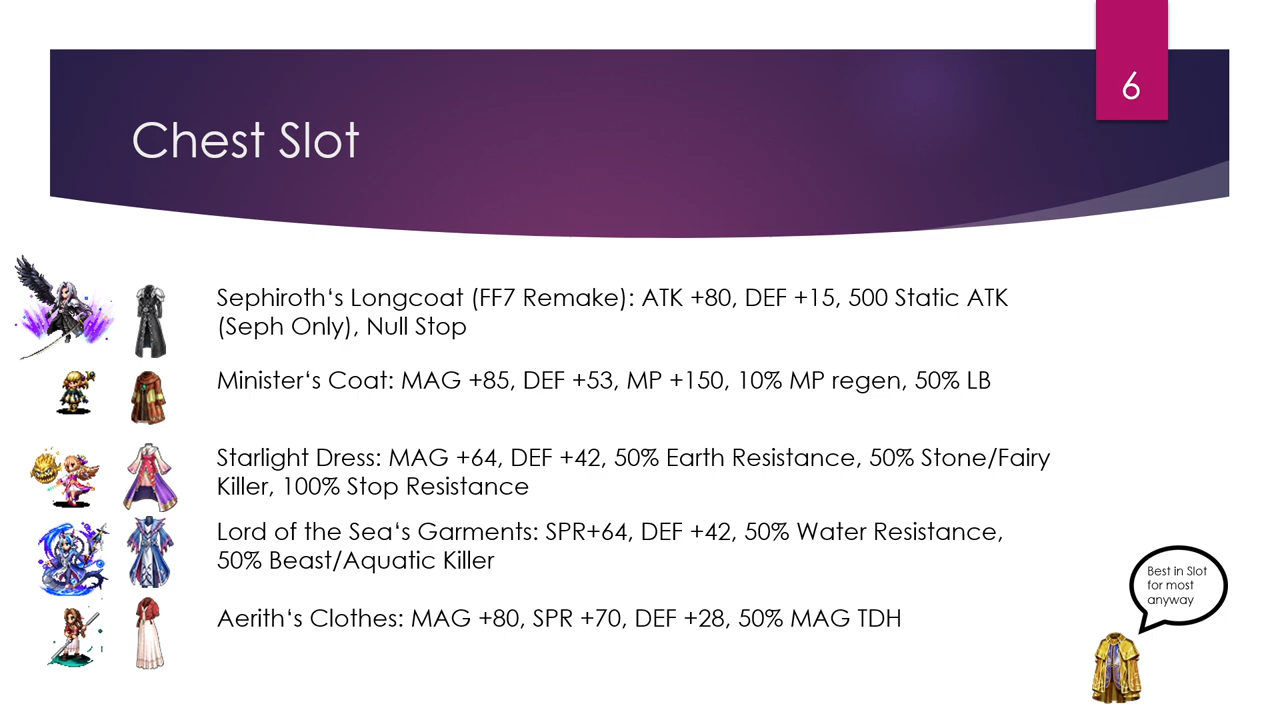 6
Chest Slot
Sephiroth‘s Longcoat (FF7 Remake): ATK +80, DEF +15, 500 Static ATK
(Seph Only), Null Stop
Minister‘s Coat: MAG +85, DEF +53, MP +150, 10% MP regen, 50% LB
Starlight Dress: MAG +64, DEF +42, 50% Earth Resistance, 50% Stone/Fairy
Killer, 100% Stop Resistance
Lord of the Sea‘s Garments: SPR+64, DEF +42, 50% Water Resistance,
50% Beast/Aquatic Killer
Aerith‘s Clothes: MAG +80, SPR +70, DEF +28, 50% MAG TDH
Best in Slot
for most
anyway